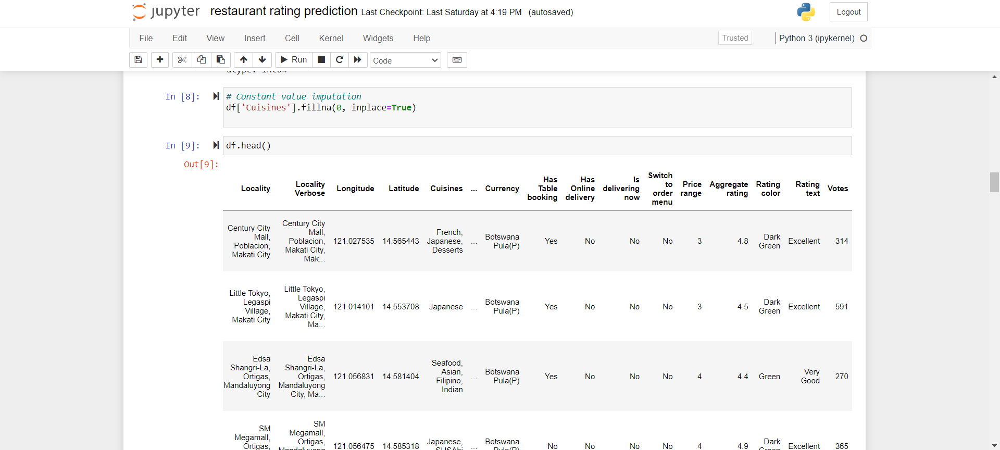 jupyter restaurant rating prediction Last Checkpoint: Last Saturday at 4:19 PM (autosaved) Logout
File Edit View Insert Cell Kernel Widgets Help Trusted Python 3 (ipykernel)
Run Code
dtype: int64
In [8]: # Constant value imputation
df['Cuisines'].fillna(0, inplace=True)
In [9]: df.head()
Out[9]:
Locality
Locality
Verbose
Longitude
Latitude
Cuisines
...
Currency
Has
Table
booking
Has
Online
delivery
Is
delivering
now
Switch
to
order
menu
Price
range
Aggregate
rating
Rating
color
Rating
text
Votes
Century City
Mall,
Poblacion,
Makati City
Century City
Mall,
Poblacion,
Makati City,
Mak...
121.027535
14.565443
French,
Japanese,
Desserts
...
Botswana
Pula(P)
Yes
No
No
No
3
4.8
Dark
Green
Excellent
314
Little Tokyo,
Legaspi
Village,
Makati City
Little Tokyo,
Legaspi
Village,
Makati City,
Ma...
121.014101
14.553708
Japanese
...
Botswana
Pula(P)
Yes
No
No
No
3
4.5
Dark
Green
Excellent
591
Edsa
Shangri-La,
Ortigas,
Mandaluyong
City
Edsa
Shangri-La,
Ortigas,
Mandaluyong
City, Ma...
121.056831
14.581404
Seafood,
Asian,
Filipino,
Indian
...
Botswana
Pula(P)
Yes
No
No
No
4
4.4
Green
Very
Good
270
SM
Megamall,
Ortigas,
SM
Megamall,
Ortigas,
Mandaluyong
121.056475
14.585318
Japanese,
...
Botswana
Pula(P)
No
No
No
No
4
4.9
Dark
Green
Excellent
365